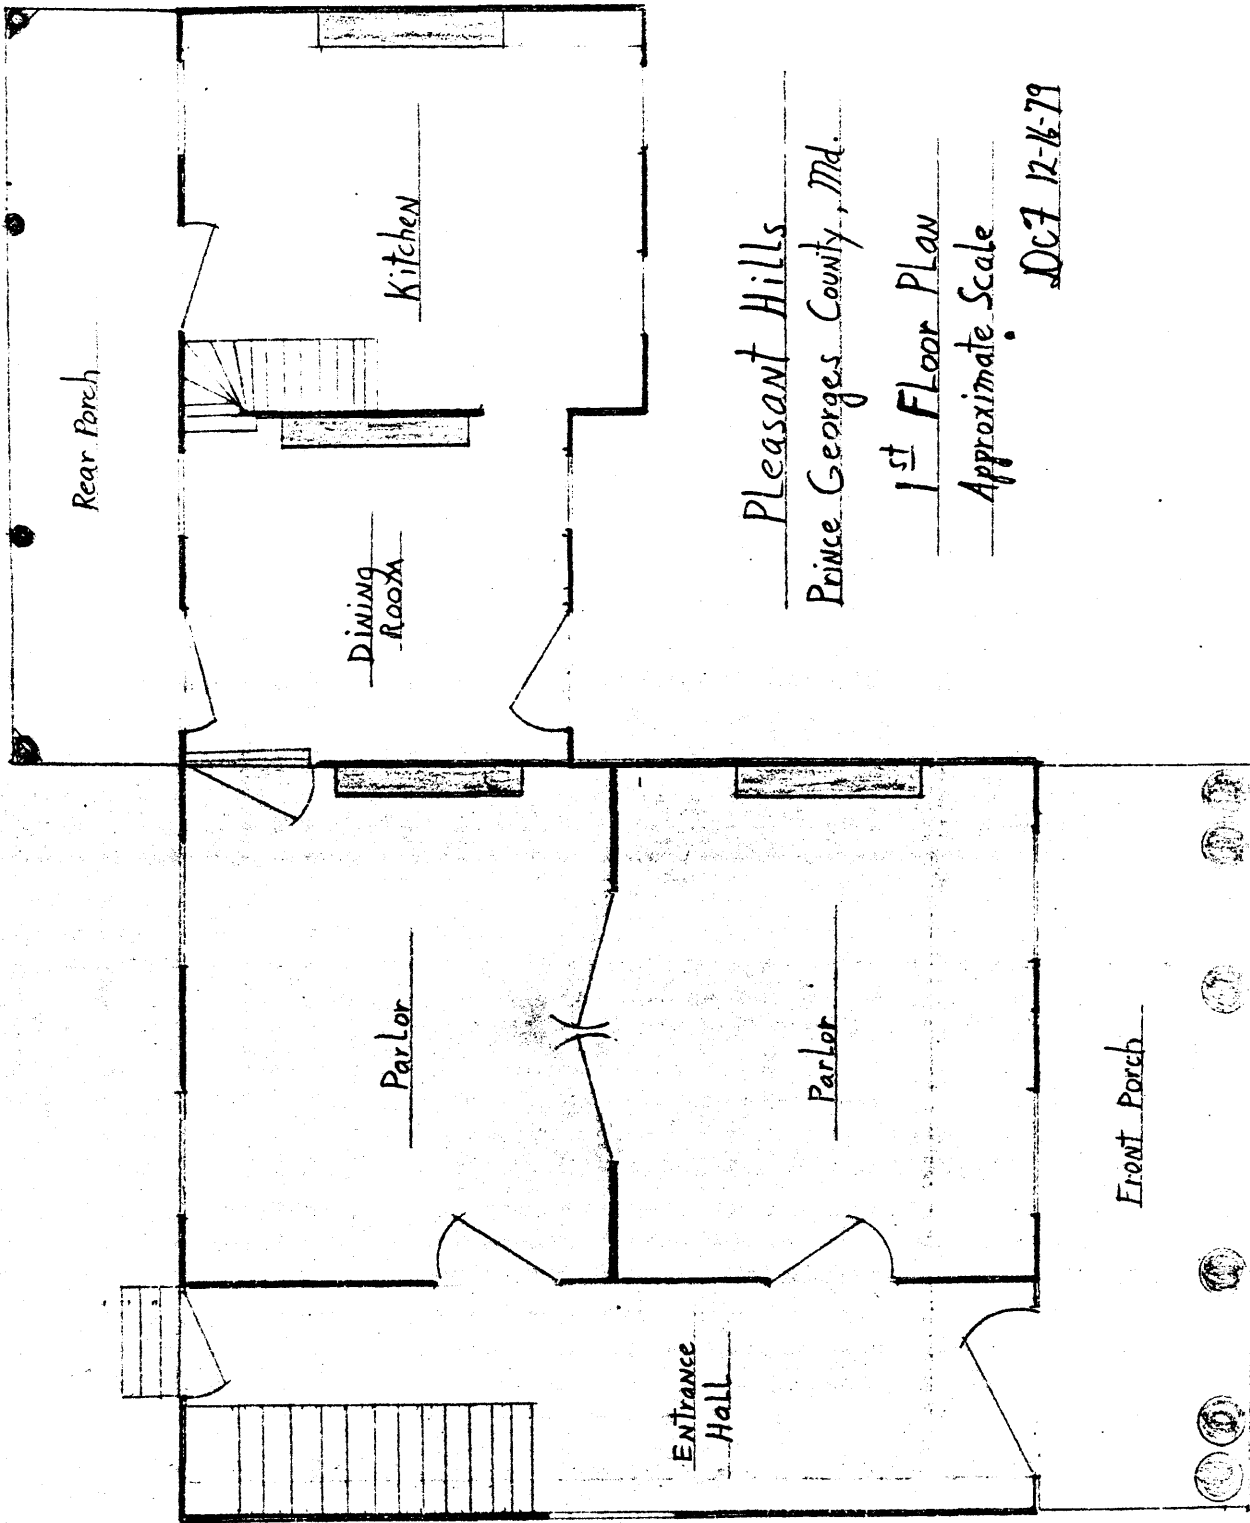 Rear Porch
Kitchen
Dining
Room
Parlor
Parlor
Entrance
Hall
Front Porch
Pleasant Hills
Prince Georges County, Md.
1st Floor Plan
Approximate Scale
DCF 12-16-79